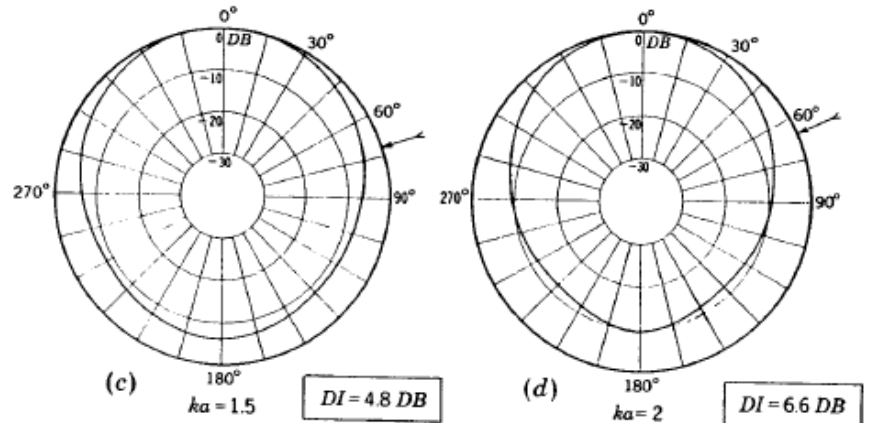 0°
0 DB
30°
-10
60°
-20
-30
270°
90°
180°
(c)
ka = 1.5
DI = 4.8 DB
0°
0 DB
30°
-10
60°
-20
-30
270°
90°
180°
(d)
ka = 2
DI = 6.6 DB